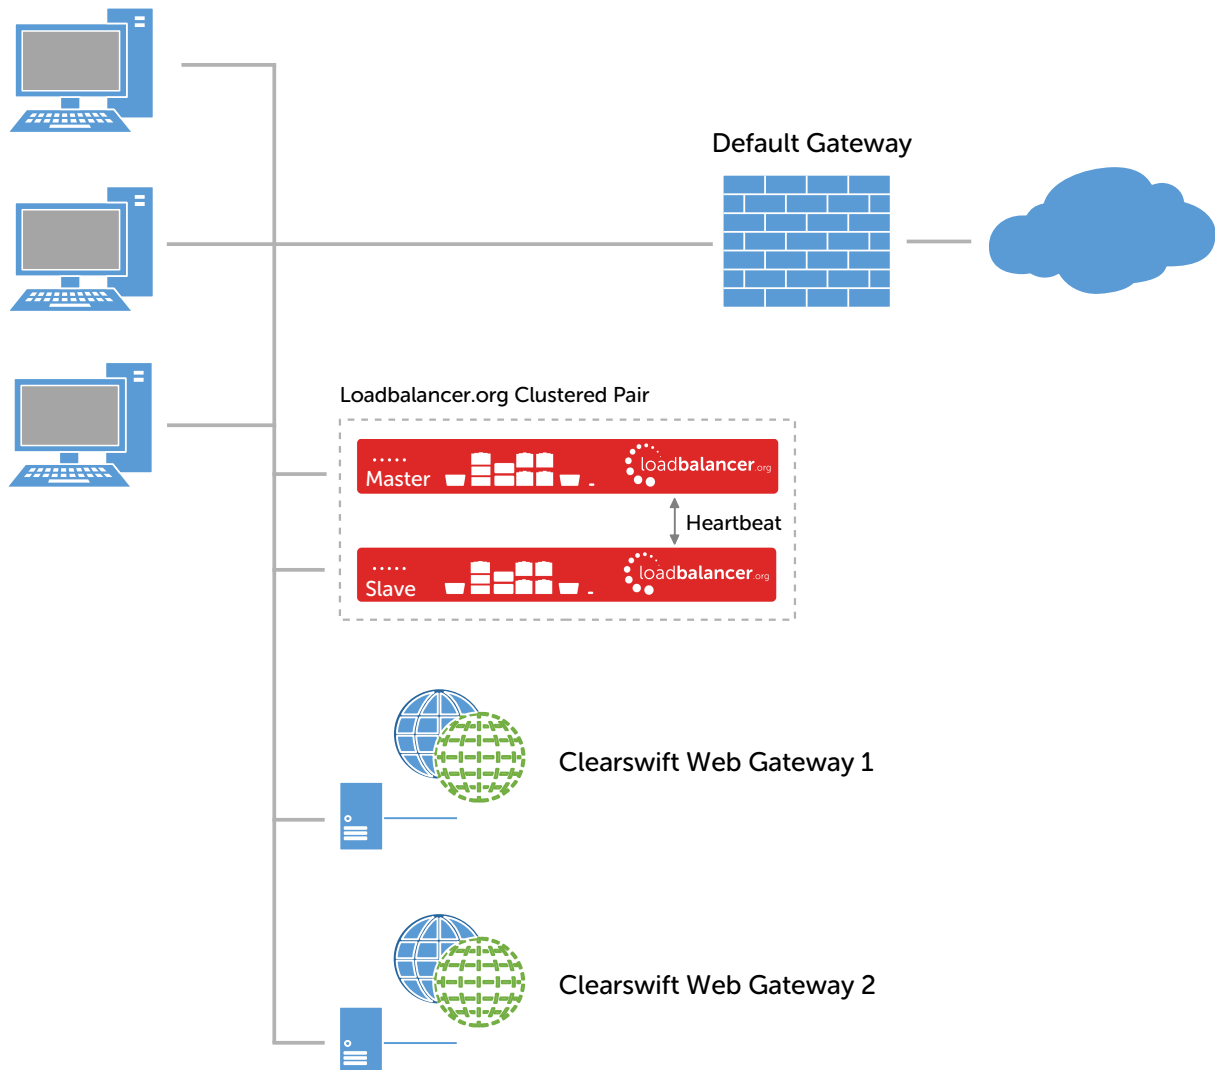 Default Gateway
Loadbalancer.org Clustered Pair
Master
loadbalancer.org
Heartbeat
Slave
loadbalancer.org
Clearswift Web Gateway 1
Clearswift Web Gateway 2